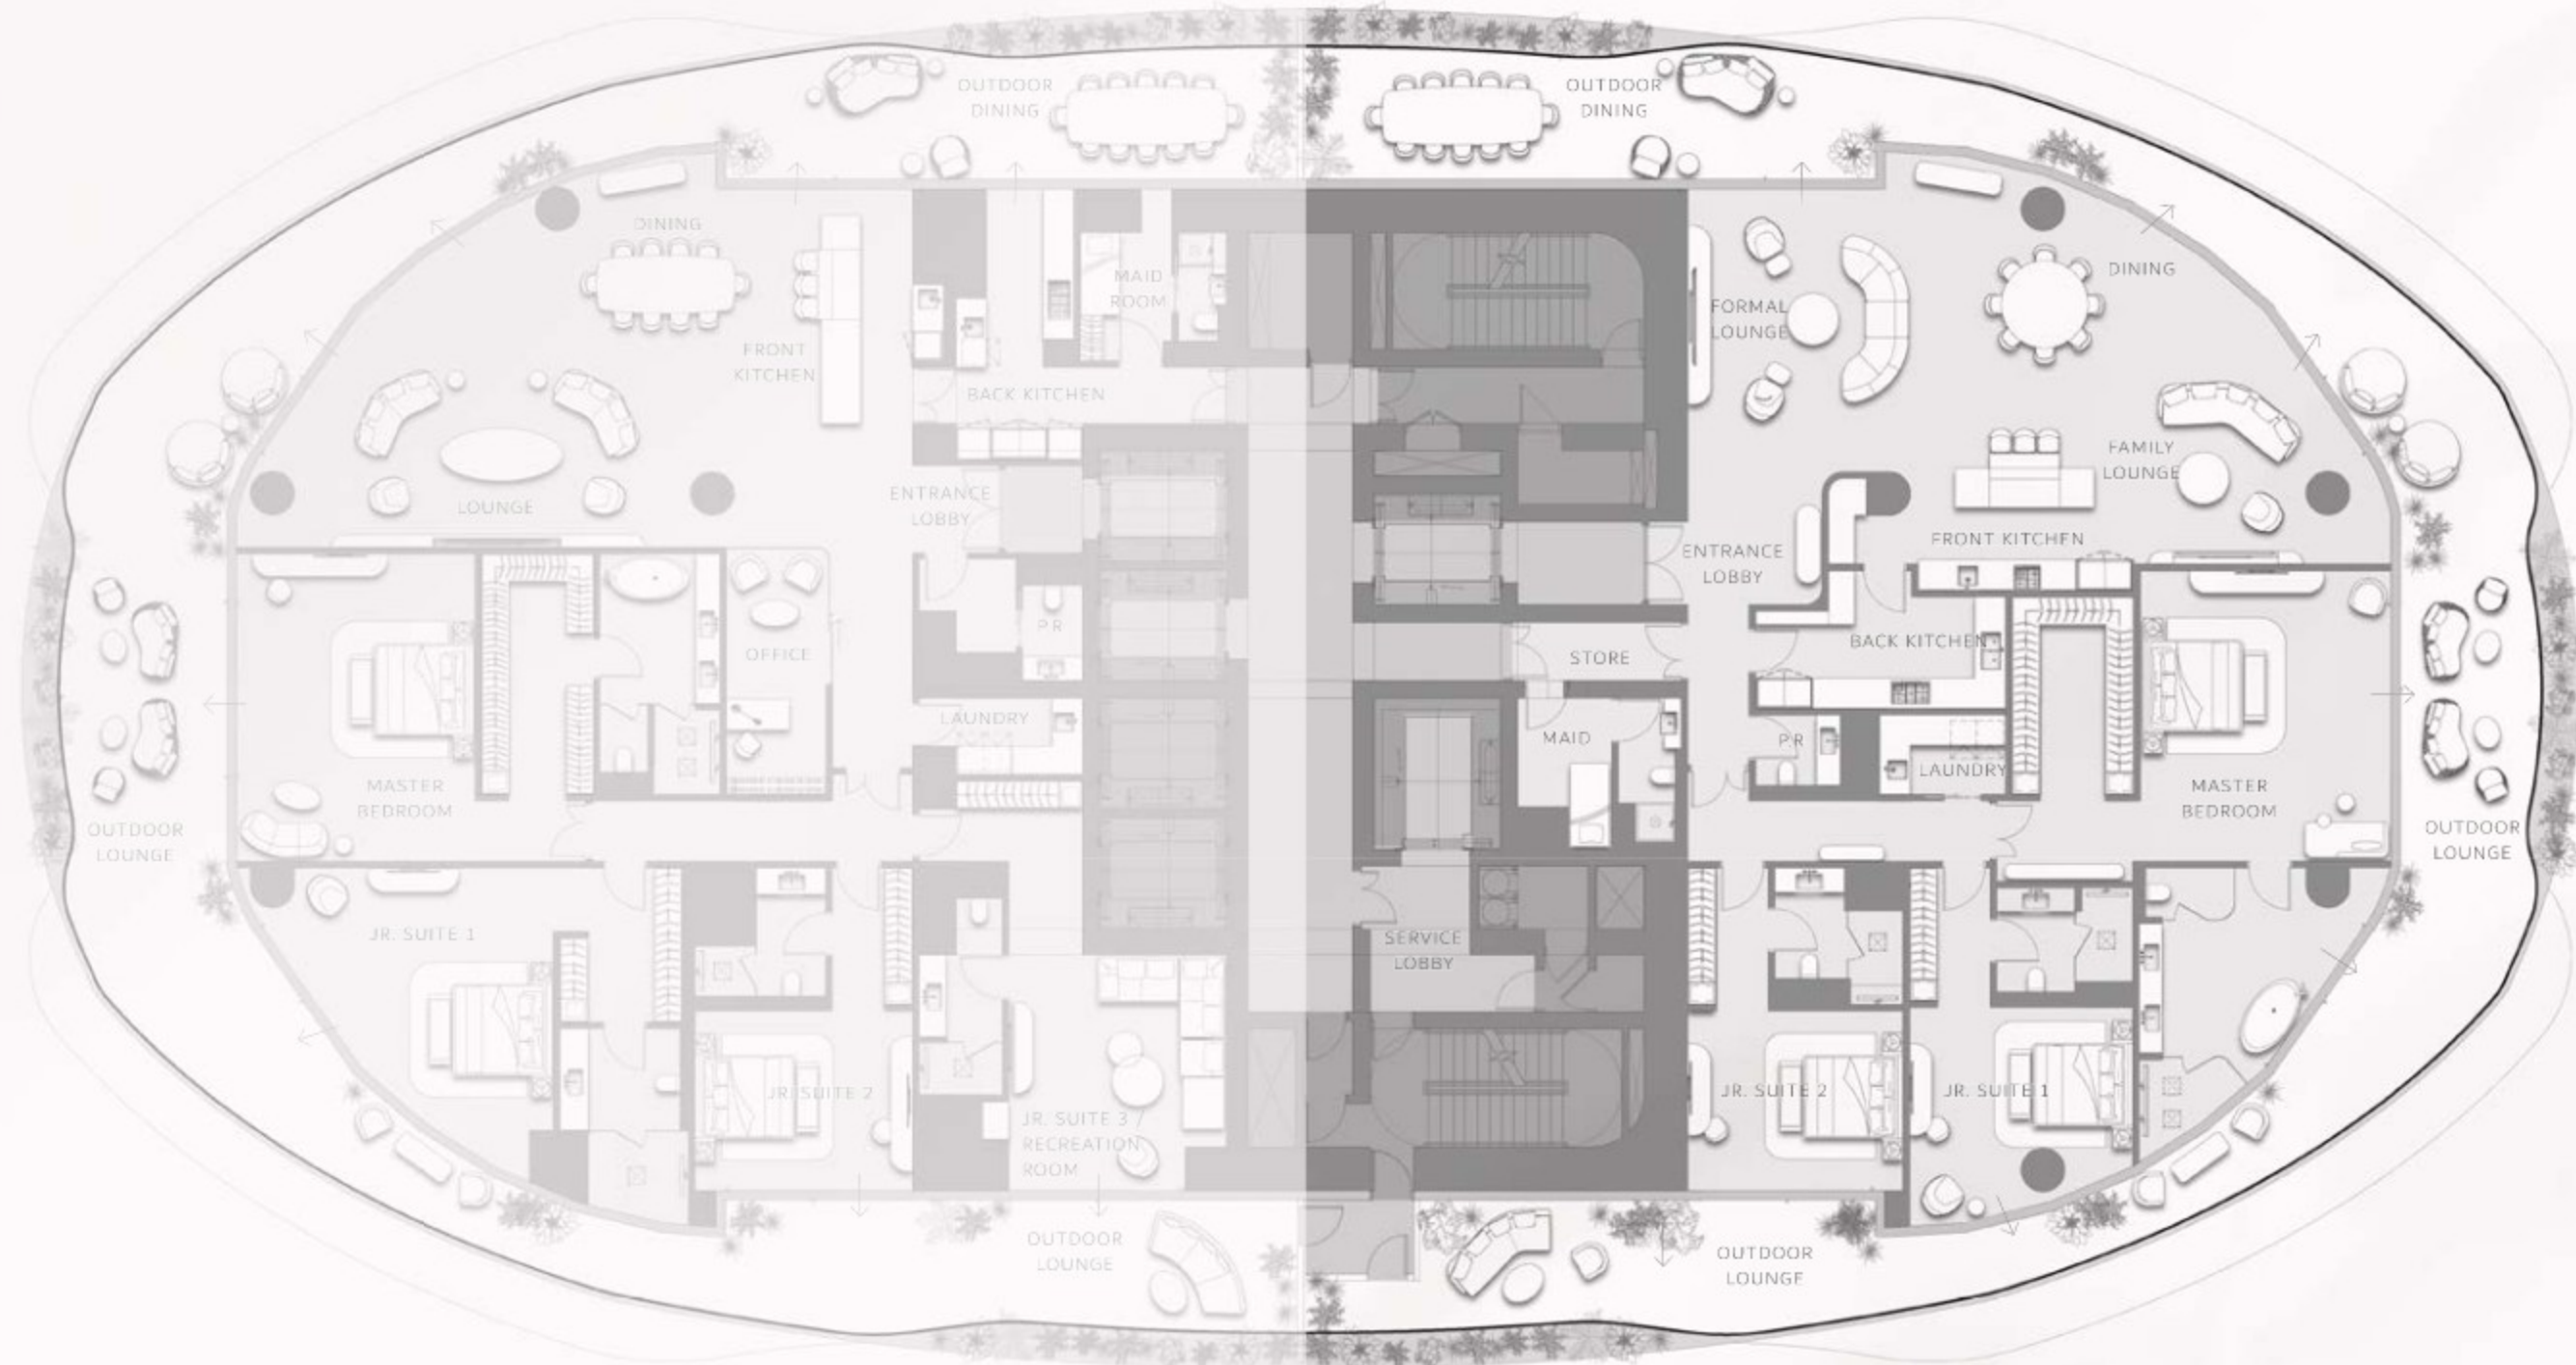 OUTDOOR
DINING
OUTDOOR
DINING
DINING
MAID
ROOM
FRONT
KITCHEN
BACK KITCHEN
ENTRANCE
LOBBY
LOUNGE
P.R
OFFICE
LAUNDRY
MASTER
BEDROOM
OUTDOOR
LOUNGE
JR. SUITE 1
JR. SUITE 2
JR. SUITE 3 /
RECREATION
ROOM
OUTDOOR
LOUNGE
FORMAL
LOUNGE
DINING
FAMILY
LOUNGE
FRONT KITCHEN
ENTRANCE
LOBBY
BACK KITCHEN
STORE
MAID
P.R
LAUNDRY
MASTER
BEDROOM
OUTDOOR
LOUNGE
SERVICE
LOBBY
JR. SUITE 2
JR. SUITE 1
OUTDOOR
LOUNGE